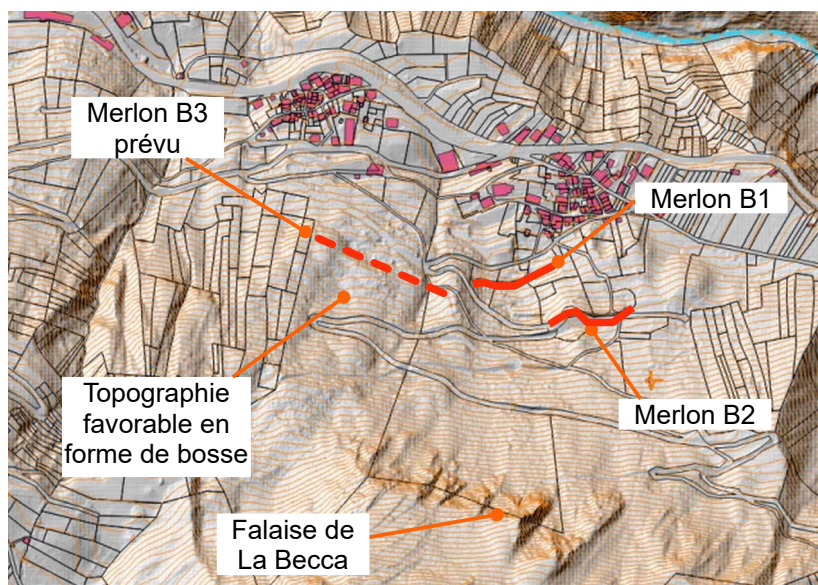 Merlon B3
prévu
Merlon B1
Topographie
favorable en
forme de bosse
Merlon B2
Falaise de
La Becca